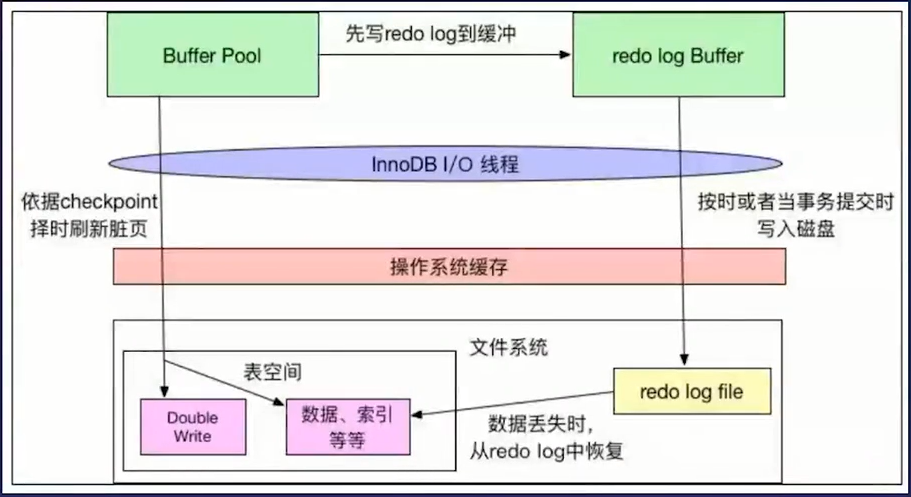 先写redo log到缓冲
Buffer Pool
redo log Buffer
InnoDB I/O 线程
依据checkpoint
择时刷新脏页
按时或者当事务提交时
写入磁盘
操作系统缓存
文件系统
表空间
Double
Write
数据、索引
等等
redo log file
数据丢失时,
从redo log中恢复